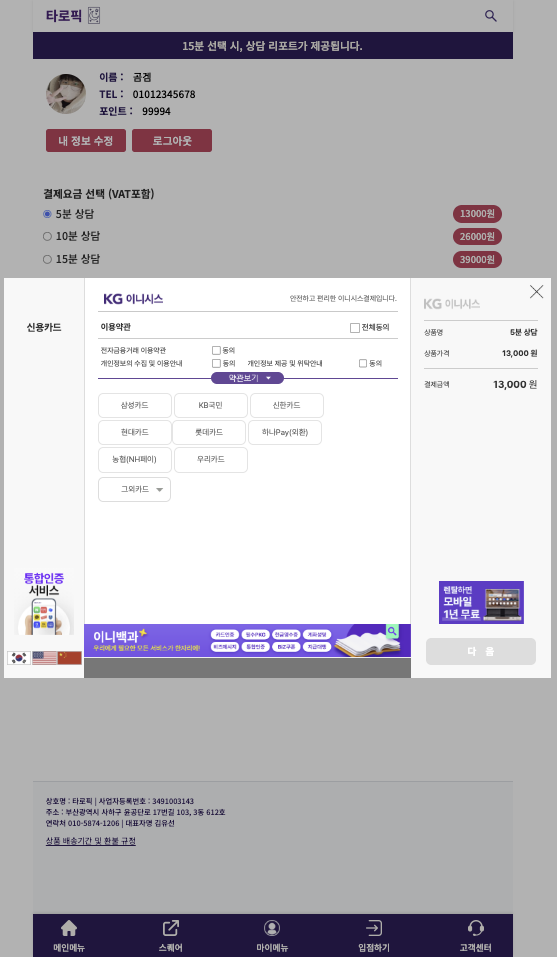 타로픽
15분 선택 시, 상담 리포트가 제공됩니다.
이름 : 곰겜
TEL : 01012345678
포인트 : 99994
내 정보 수정 로그아웃
결제요금 선택 (VAT포함)
5분 상담 13000원
10분 상담 26000원
15분 상담 39000원
신용카드
KG 이니시스 안전하고 편리한 이니시스결제입니다.
이용약관 전체동의
전자금융거래 이용약관 동의
개인정보의 수집 및 이용안내 동의 개인정보 제공 및 위탁안내 동의
약관보기
삼성카드 KB국민 신한카드
현대카드 롯데카드 하나Pay(외환)
농협(NH페이) 우리카드
그외카드
KG 이니시스
상품명 5분 상담
상품가격 13,000 원
결제금액 13,000 원
통합인증
서비스
렌탈하면
모바일
1년 무료
이니백과
우리에게 필요한 모든 서비스가 한자리에!
카드인증 현금영수증 계좌성명
비즈메시지 통합인증 BIZ쿠폰 지급대행
다 음
상호명 : 타로픽 | 사업자등록번호 : 3491003143
주소 : 부산광역시 사하구 윤공단로 17번길 103, 3동 612호
연락처 010-5874-1206 | 대표자명 김유선
상품 배송기간 및 환불 규정
메인메뉴 스퀘어 마이메뉴 입점하기 고객센터